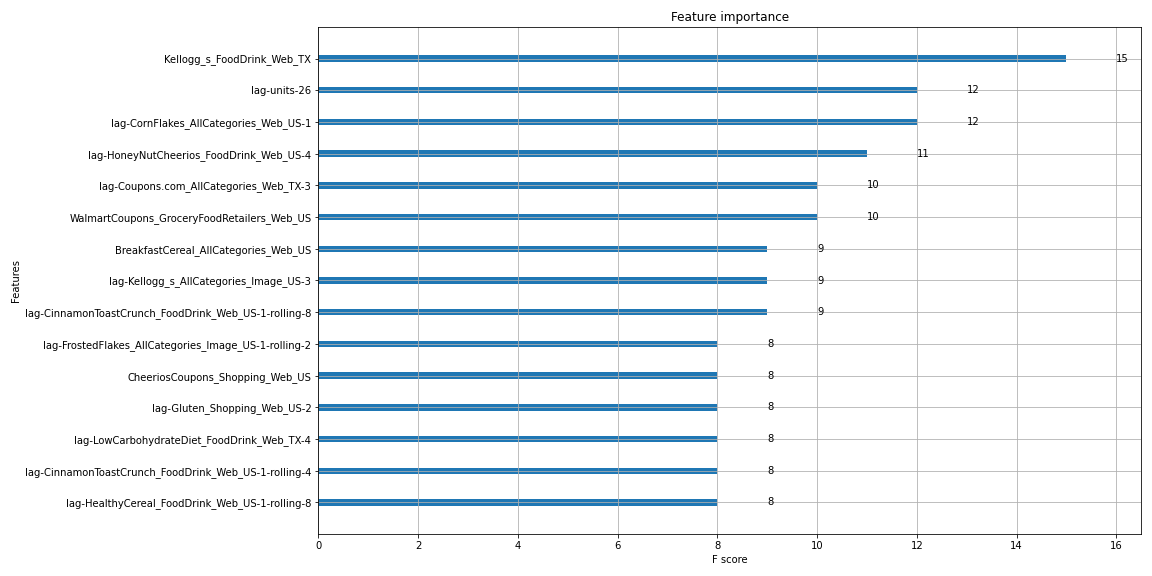 Feature importance
Features
Kellogg_s_FoodDrink_Web_TX 15
lag-units-26 12
lag-CornFlakes_AllCategories_Web_US-1 12
lag-HoneyNutCheerios_FoodDrink_Web_US-4 11
lag-Coupons.com_AllCategories_Web_TX-3 10
WalmartCoupons_GroceryFoodRetailers_Web_US 10
BreakfastCereal_AllCategories_Web_US 9
lag-Kellogg_s_AllCategories_Image_US-3 9
lag-CinnamonToastCrunch_FoodDrink_Web_US-1-rolling-8 9
lag-FrostedFlakes_AllCategories_Image_US-1-rolling-2 8
CheeriosCoupons_Shopping_Web_US 8
lag-Gluten_Shopping_Web_US-2 8
lag-LowCarbohydrateDiet_FoodDrink_Web_TX-4 8
lag-CinnamonToastCrunch_FoodDrink_Web_US-1-rolling-4 8
lag-HealthyCereal_FoodDrink_Web_US-1-rolling-8 8
0 2 4 6 8 10 12 14 16
F score